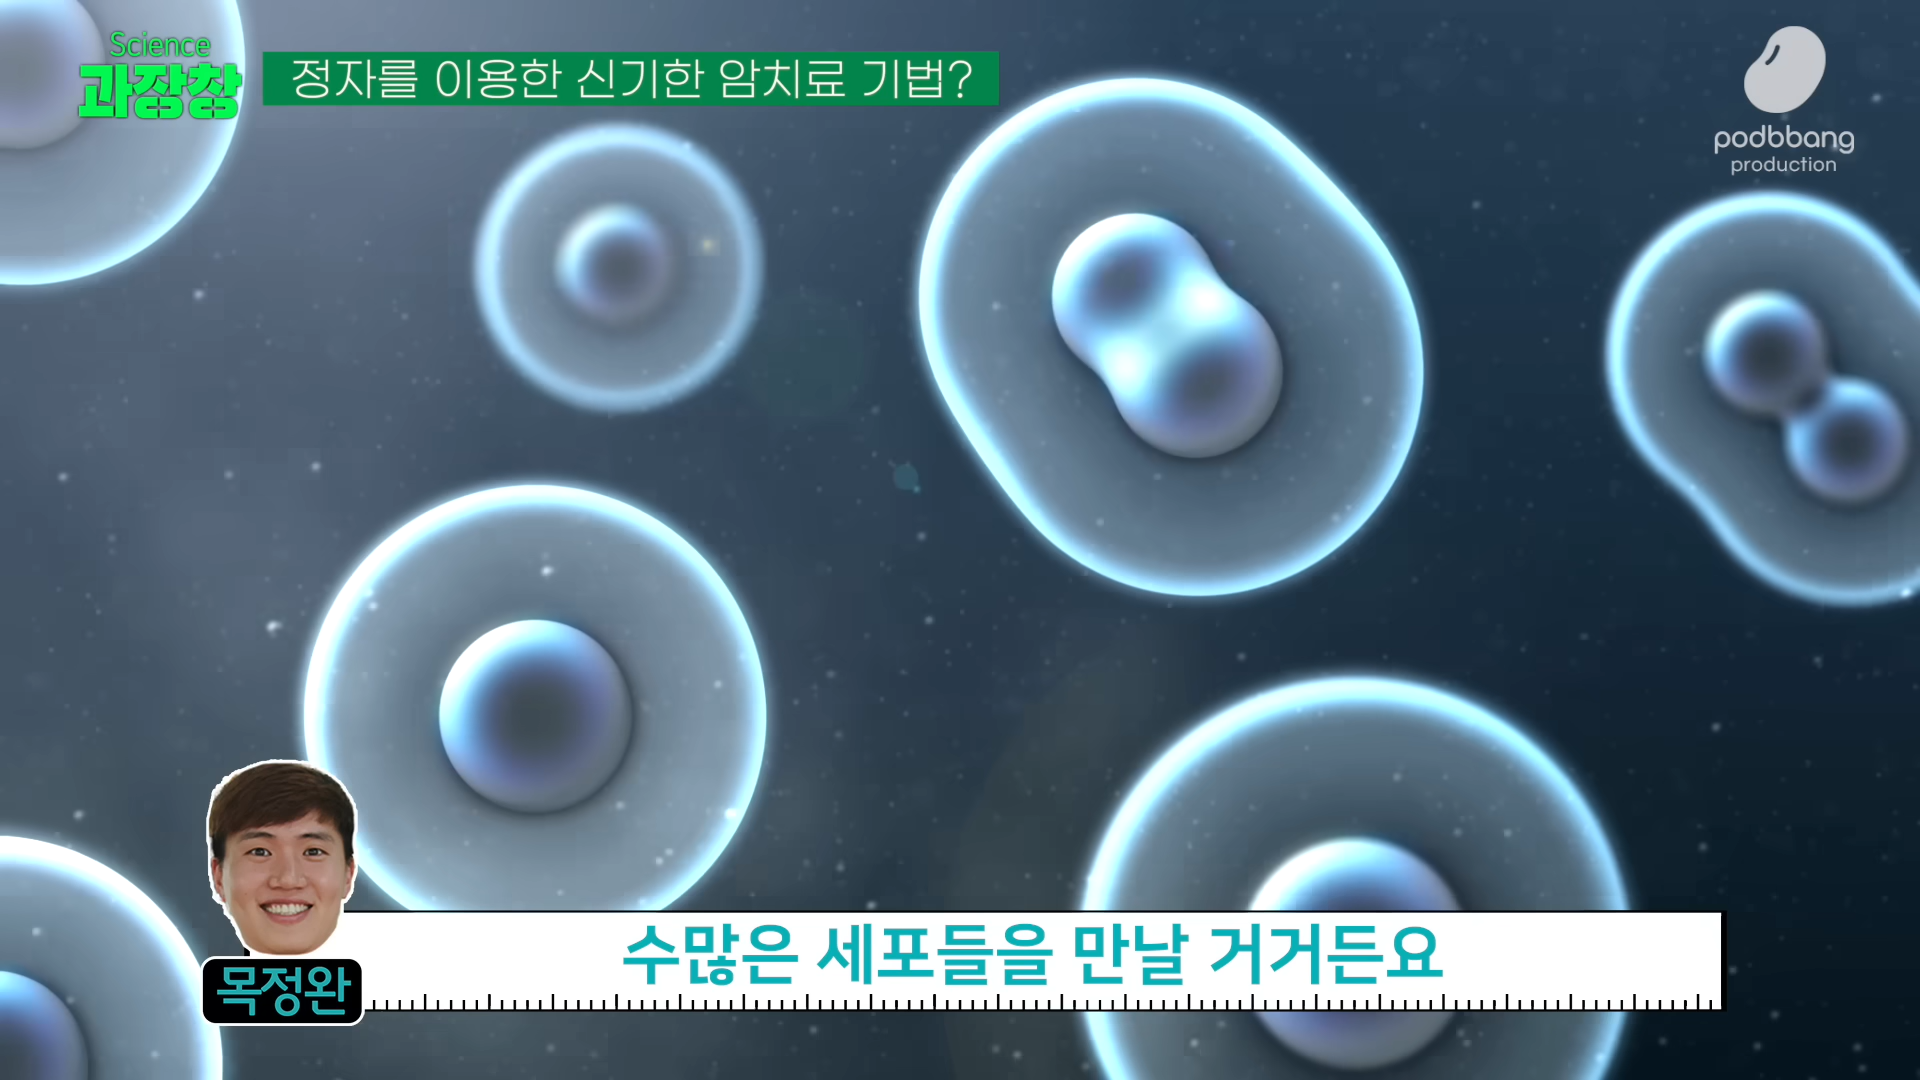 Science
과장창
정자를 이용한 신기한 암치료 기법?
podbbang
production
수많은 세포들을 만날 거거든요
목정완